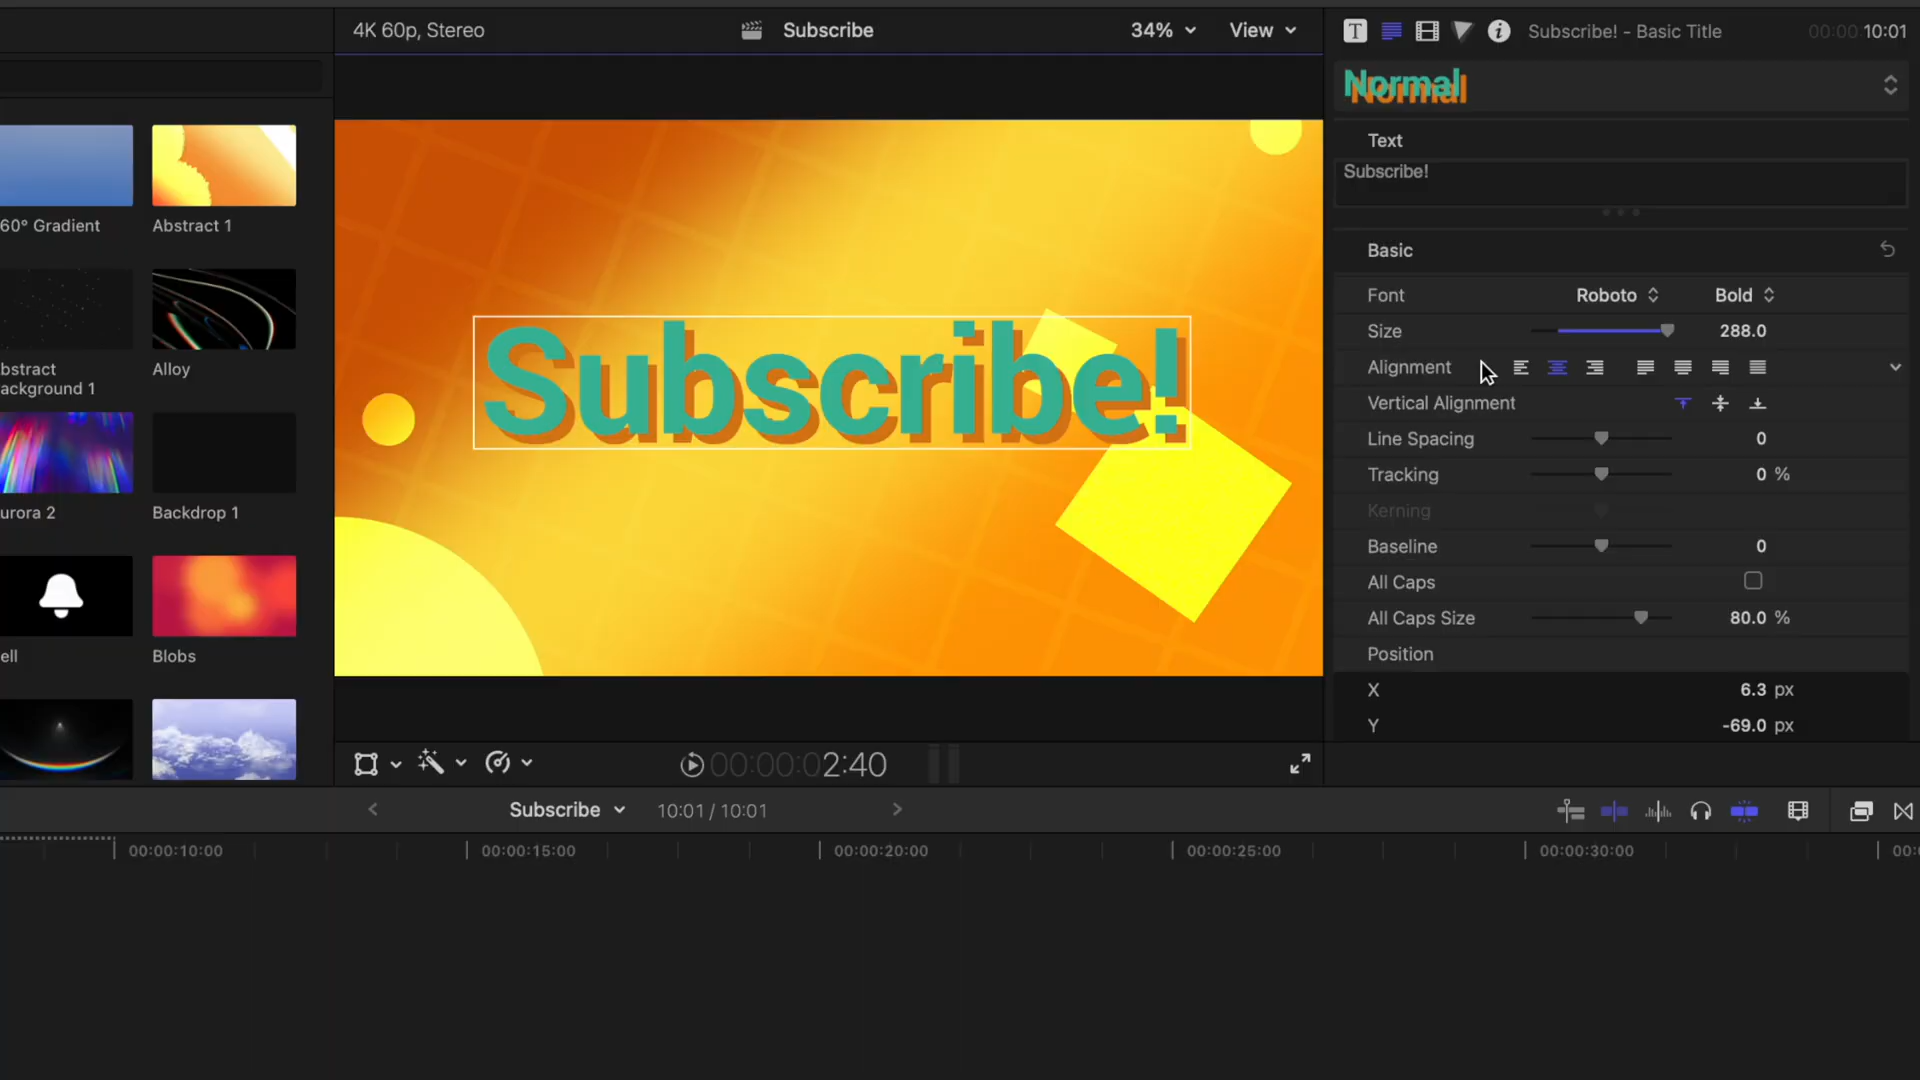 4K 60p, Stereo
Subscribe
34%
View
Subscribe! - Basic Title
00:00 10:01
Normal
Text
Subscribe!
Basic
Font
Roboto
Bold
Size
288.0
Alignment
Vertical Alignment
Line Spacing
0
Tracking
0 %
Kerning
Baseline
0
All Caps
All Caps Size
80.0 %
Position
X
6.3 px
Y
-69.0 px
60° Gradient
Abstract 1
bstract
ackground 1
Alloy
urora 2
Backdrop 1
ell
Blobs
Subscribe!
00:00:02:40
Subscribe
10:01 / 10:01
00:00:10:00
00:00:15:00
00:00:20:00
00:00:25:00
00:00:30:00
00: